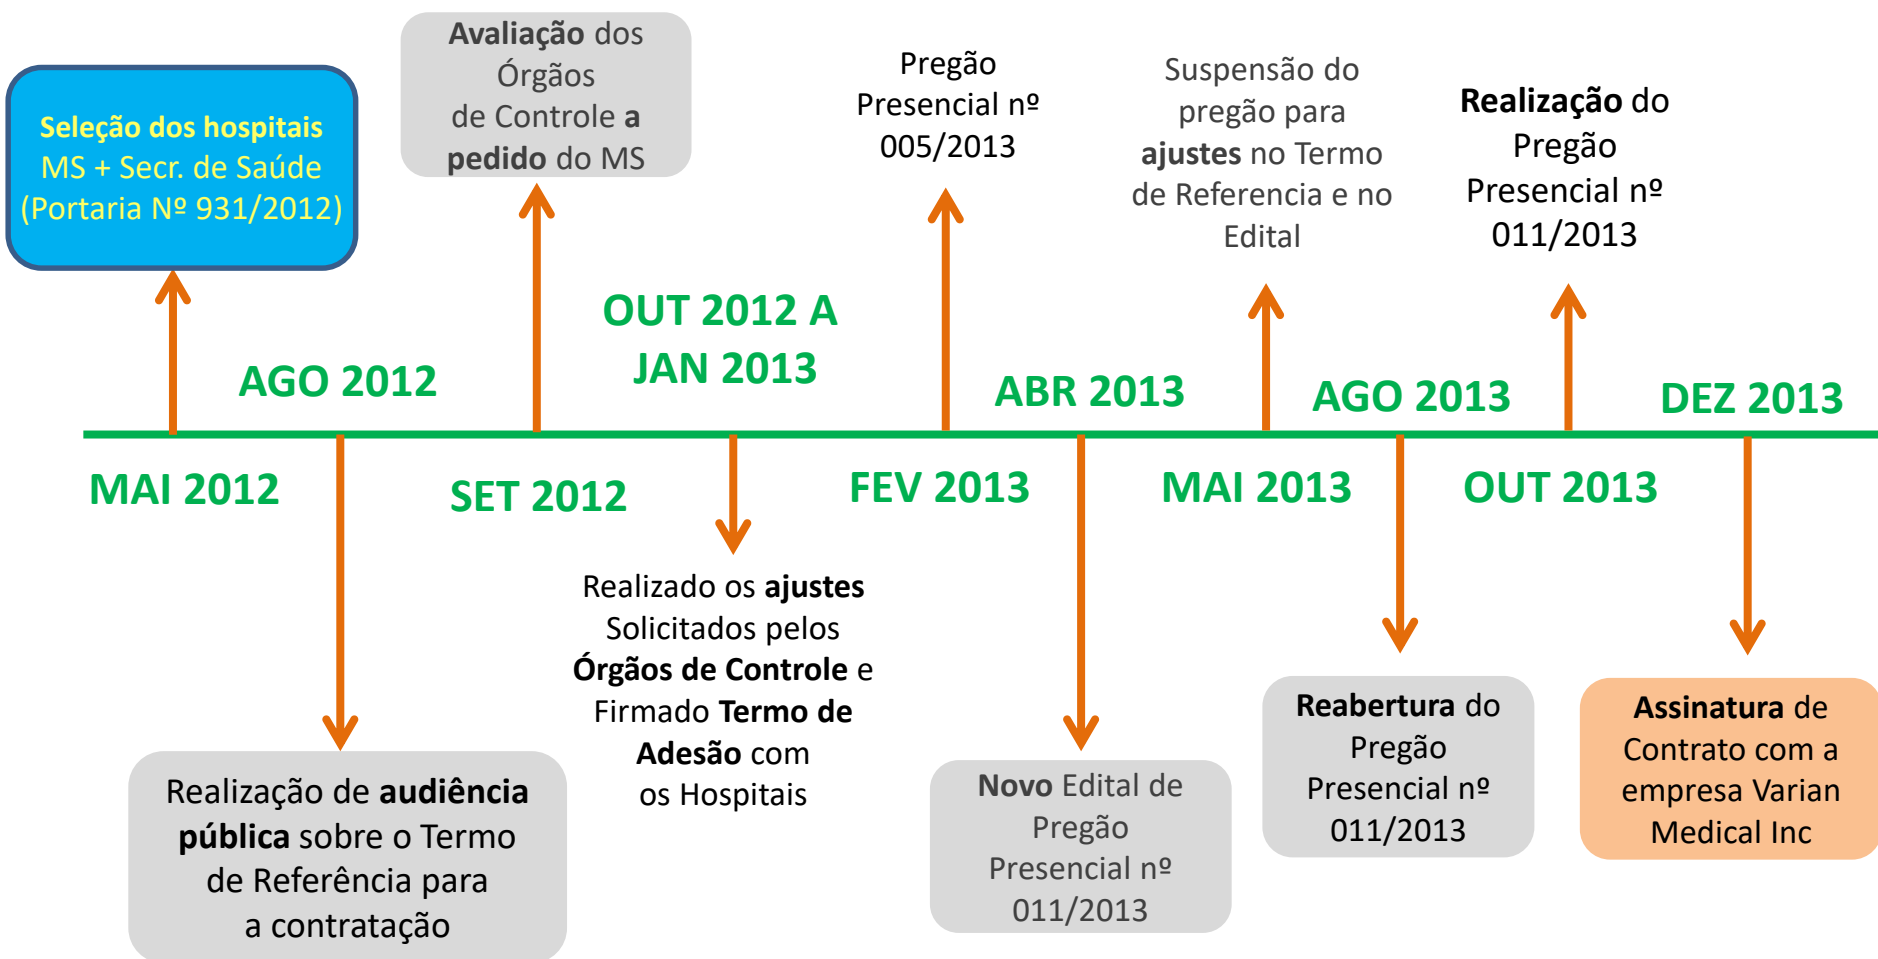 Seleção dos hospitais
MS + Secr. de Saúde
(Portaria Nº 931/2012)
MAI 2012
AGO 2012
Realização de audiência
pública sobre o Termo
de Referência para
a contratação
Avaliação dos
Órgãos
de Controle a
pedido do MS
SET 2012
OUT 2012 A
JAN 2013
Realizado os ajustes
Solicitados pelos
Órgãos de Controle e
Firmado Termo de
Adesão com
os Hospitais
Pregão
Presencial nº
005/2013
FEV 2013
ABR 2013
Novo Edital de
Pregão
Presencial nº
011/2013
Suspensão do
pregão para
ajustes no Termo
de Referencia e no
Edital
MAI 2013
AGO 2013
Reabertura do
Pregão
Presencial nº
011/2013
Realização do
Pregão
Presencial nº
011/2013
OUT 2013
DEZ 2013
Assinatura de
Contrato com a
empresa Varian
Medical Inc